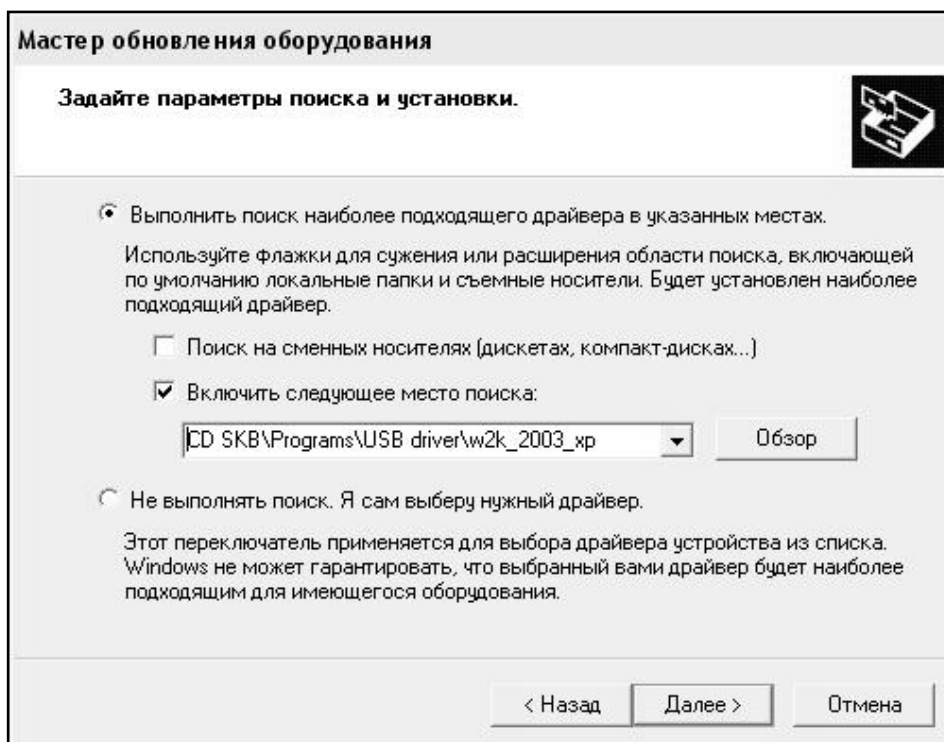 Мастер обновления оборудования
Задайте параметры поиска и установки.
Выполнить поиск наиболее подходящего драйвера в указанных местах.
Используйте флажки для сужения или расширения области поиска, включающей
по умолчанию локальные папки и съемные носители. Будет установлен наиболее
подходящий драйвер.
Поиск на сменных носителях (дискетах, компакт-дисках...)
Включить следующее место поиска:
CD SKB\Programs\USB driver\w2k_2003_xp
Обзор
Не выполнять поиск. Я сам выберу нужный драйвер.
Этот переключатель применяется для выбора драйвера устройства из списка.
Windows не может гарантировать, что выбранный вами драйвер будет наиболее
подходящим для имеющегося оборудования.
< Назад
Далее >
Отмена